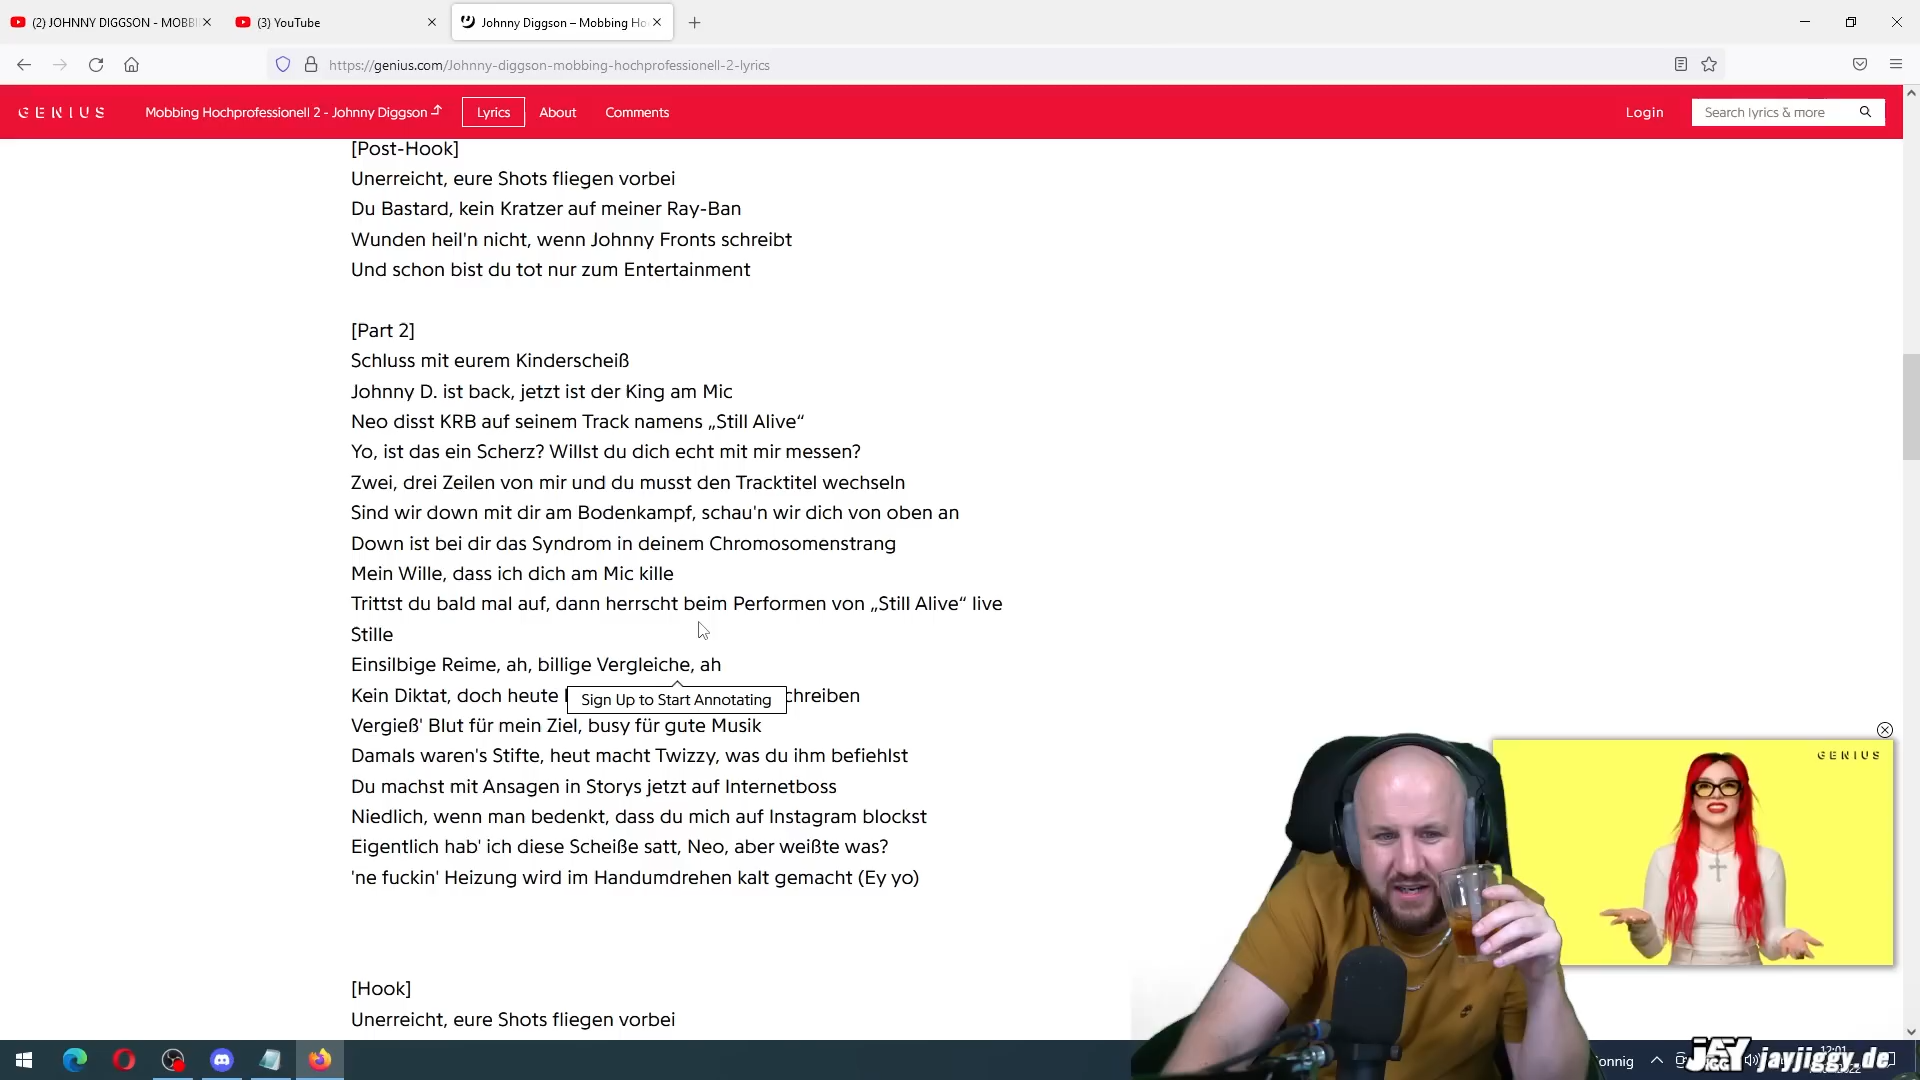 (2) JOHNNY DIGGSON - MOBB
(3) YouTube
Johnny Diggson – Mobbing Ho
https://genius.com/Johnny-diggson-mobbing-hochprofessionell-2-lyrics
GENIUS
Mobbing Hochprofessionell 2 - Johnny Diggson
Lyrics
About
Comments
Login
Search lyrics & more
[Post-Hook]
Unerreicht, eure Shots fliegen vorbei
Du Bastard, kein Kratzer auf meiner Ray-Ban
Wunden heil'n nicht, wenn Johnny Fronts schreibt
Und schon bist du tot nur zum Entertainment
[Part 2]
Schluss mit eurem Kinderscheiß
Johnny D. ist back, jetzt ist der King am Mic
Neo disst KRB auf seinem Track namens „Still Alive“
Yo, ist das ein Scherz? Willst du dich echt mit mir messen?
Zwei, drei Zeilen von mir und du musst den Tracktitel wechseln
Sind wir down mit dir am Bodenkampf, schau'n wir dich von oben an
Down ist bei dir das Syndrom in deinem Chromosomenstrang
Mein Wille, dass ich dich am Mic kille
Trittst du bald mal auf, dann herrscht beim Performen von „Still Alive“ live
Stille
Einsilbige Reime, ah, billige Vergleiche, ah
Kein Diktat, doch heute chreiben
Sign Up to Start Annotating
Vergieß' Blut für mein Ziel, busy für gute Musik
Damals waren's Stifte, heut macht Twizzy, was du ihm befiehlst
Du machst mit Ansagen in Storys jetzt auf Internetboss
Niedlich, wenn man bedenkt, dass du mich auf Instagram blockst
Eigentlich hab' ich diese Scheiße satt, Neo, aber weißte was?
'ne fuckin' Heizung wird im Handumdrehen kalt gemacht (Ey yo)
[Hook]
Unerreicht, eure Shots fliegen vorbei
GENIUS
onnig
12:01
JAY JIGGY
jayjiggy.de